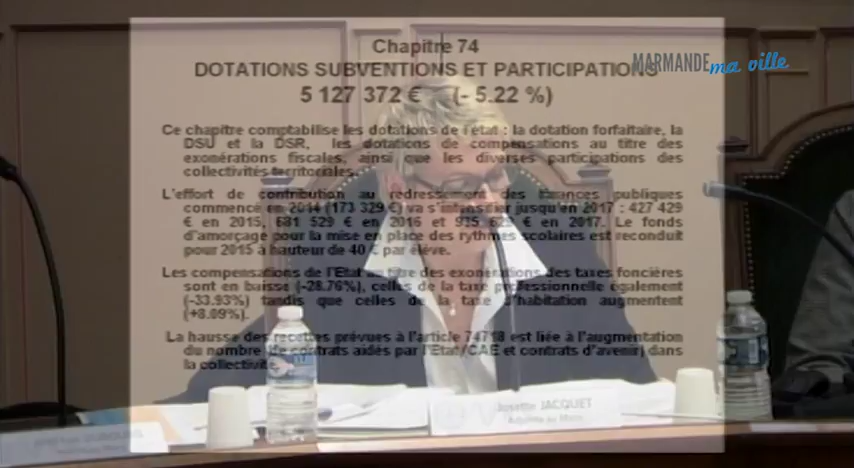 Chapitre 74
MARMANDE ma ville
DOTATIONS SUBVENTIONS ET PARTICIPATIONS
5 127 372 € (- 5.22 %)
Ce chapitre comptabilise les dotations de l'état : la dotation forfaitaire, la
DSU et la DSR, les dotations de compensations au titre des
exonérations fiscales, ainsi que les diverses participations des
collectivités territoriales.
L'effort de contribution au redressement des finances publiques
commencé en 2014 (173 329 €) va s'intensifier jusqu'en 2017 : 427 429
€ en 2015, 681 529 € en 2016 et € en 2017. Le fonds
d'amorçage pour la mise en place des rythmes scolaires est reconduit
pour 2015 à hauteur de 40 € par élève.
Les compensations de l'Etat au titre des exonérations des taxes foncières
sont en baisse (-28.76%), celles de la taxe professionnelle également
(-33.93%) tandis que celles de la taxe d'habitation augmentent
(+8.09%).
La hausse des recettes prévues à l'article 74718 est liée à l'augmentation
du nombre de contrats aidés par l'Etat(CAE et contrats d'avenir) dans
la collectivité.
Josette JACQUET
Adjointe au Maire